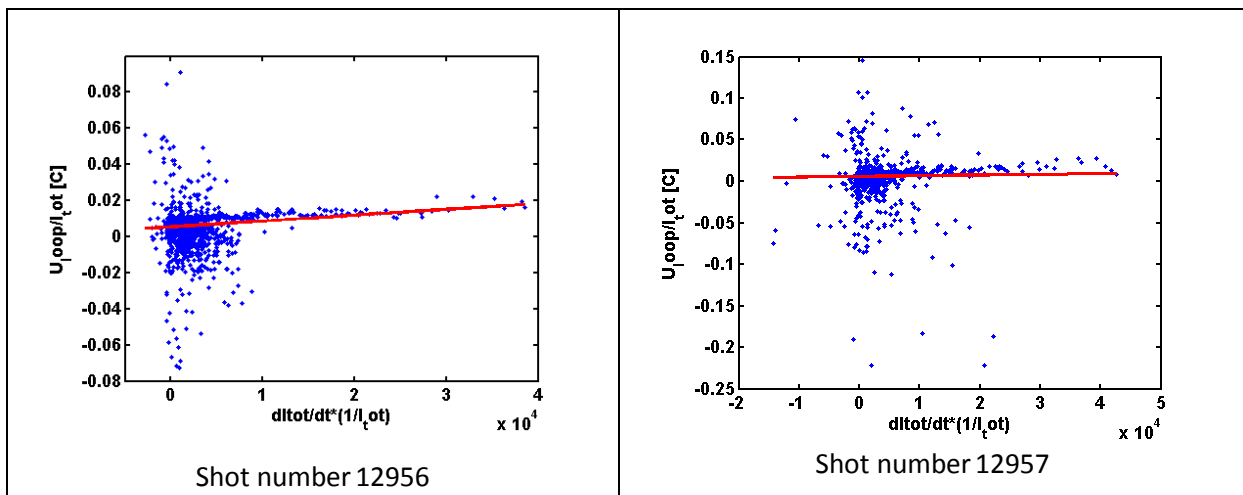 0.08
0.06
0.04
0.02
0
-0.02
-0.04
-0.06
-0.08
U_loop/I_tot [C]
0 1 2 3 4
x 10^4
dItot/dt*(1/I_tot)
Shot number 12956
0.15
0.1
0.05
0
-0.05
-0.1
-0.15
-0.2
-0.25
U_loop/I_tot [C]
-2 -1 0 1 2 3 4 5
x 10^4
dItot/dt*(1/I_tot)
Shot number 12957